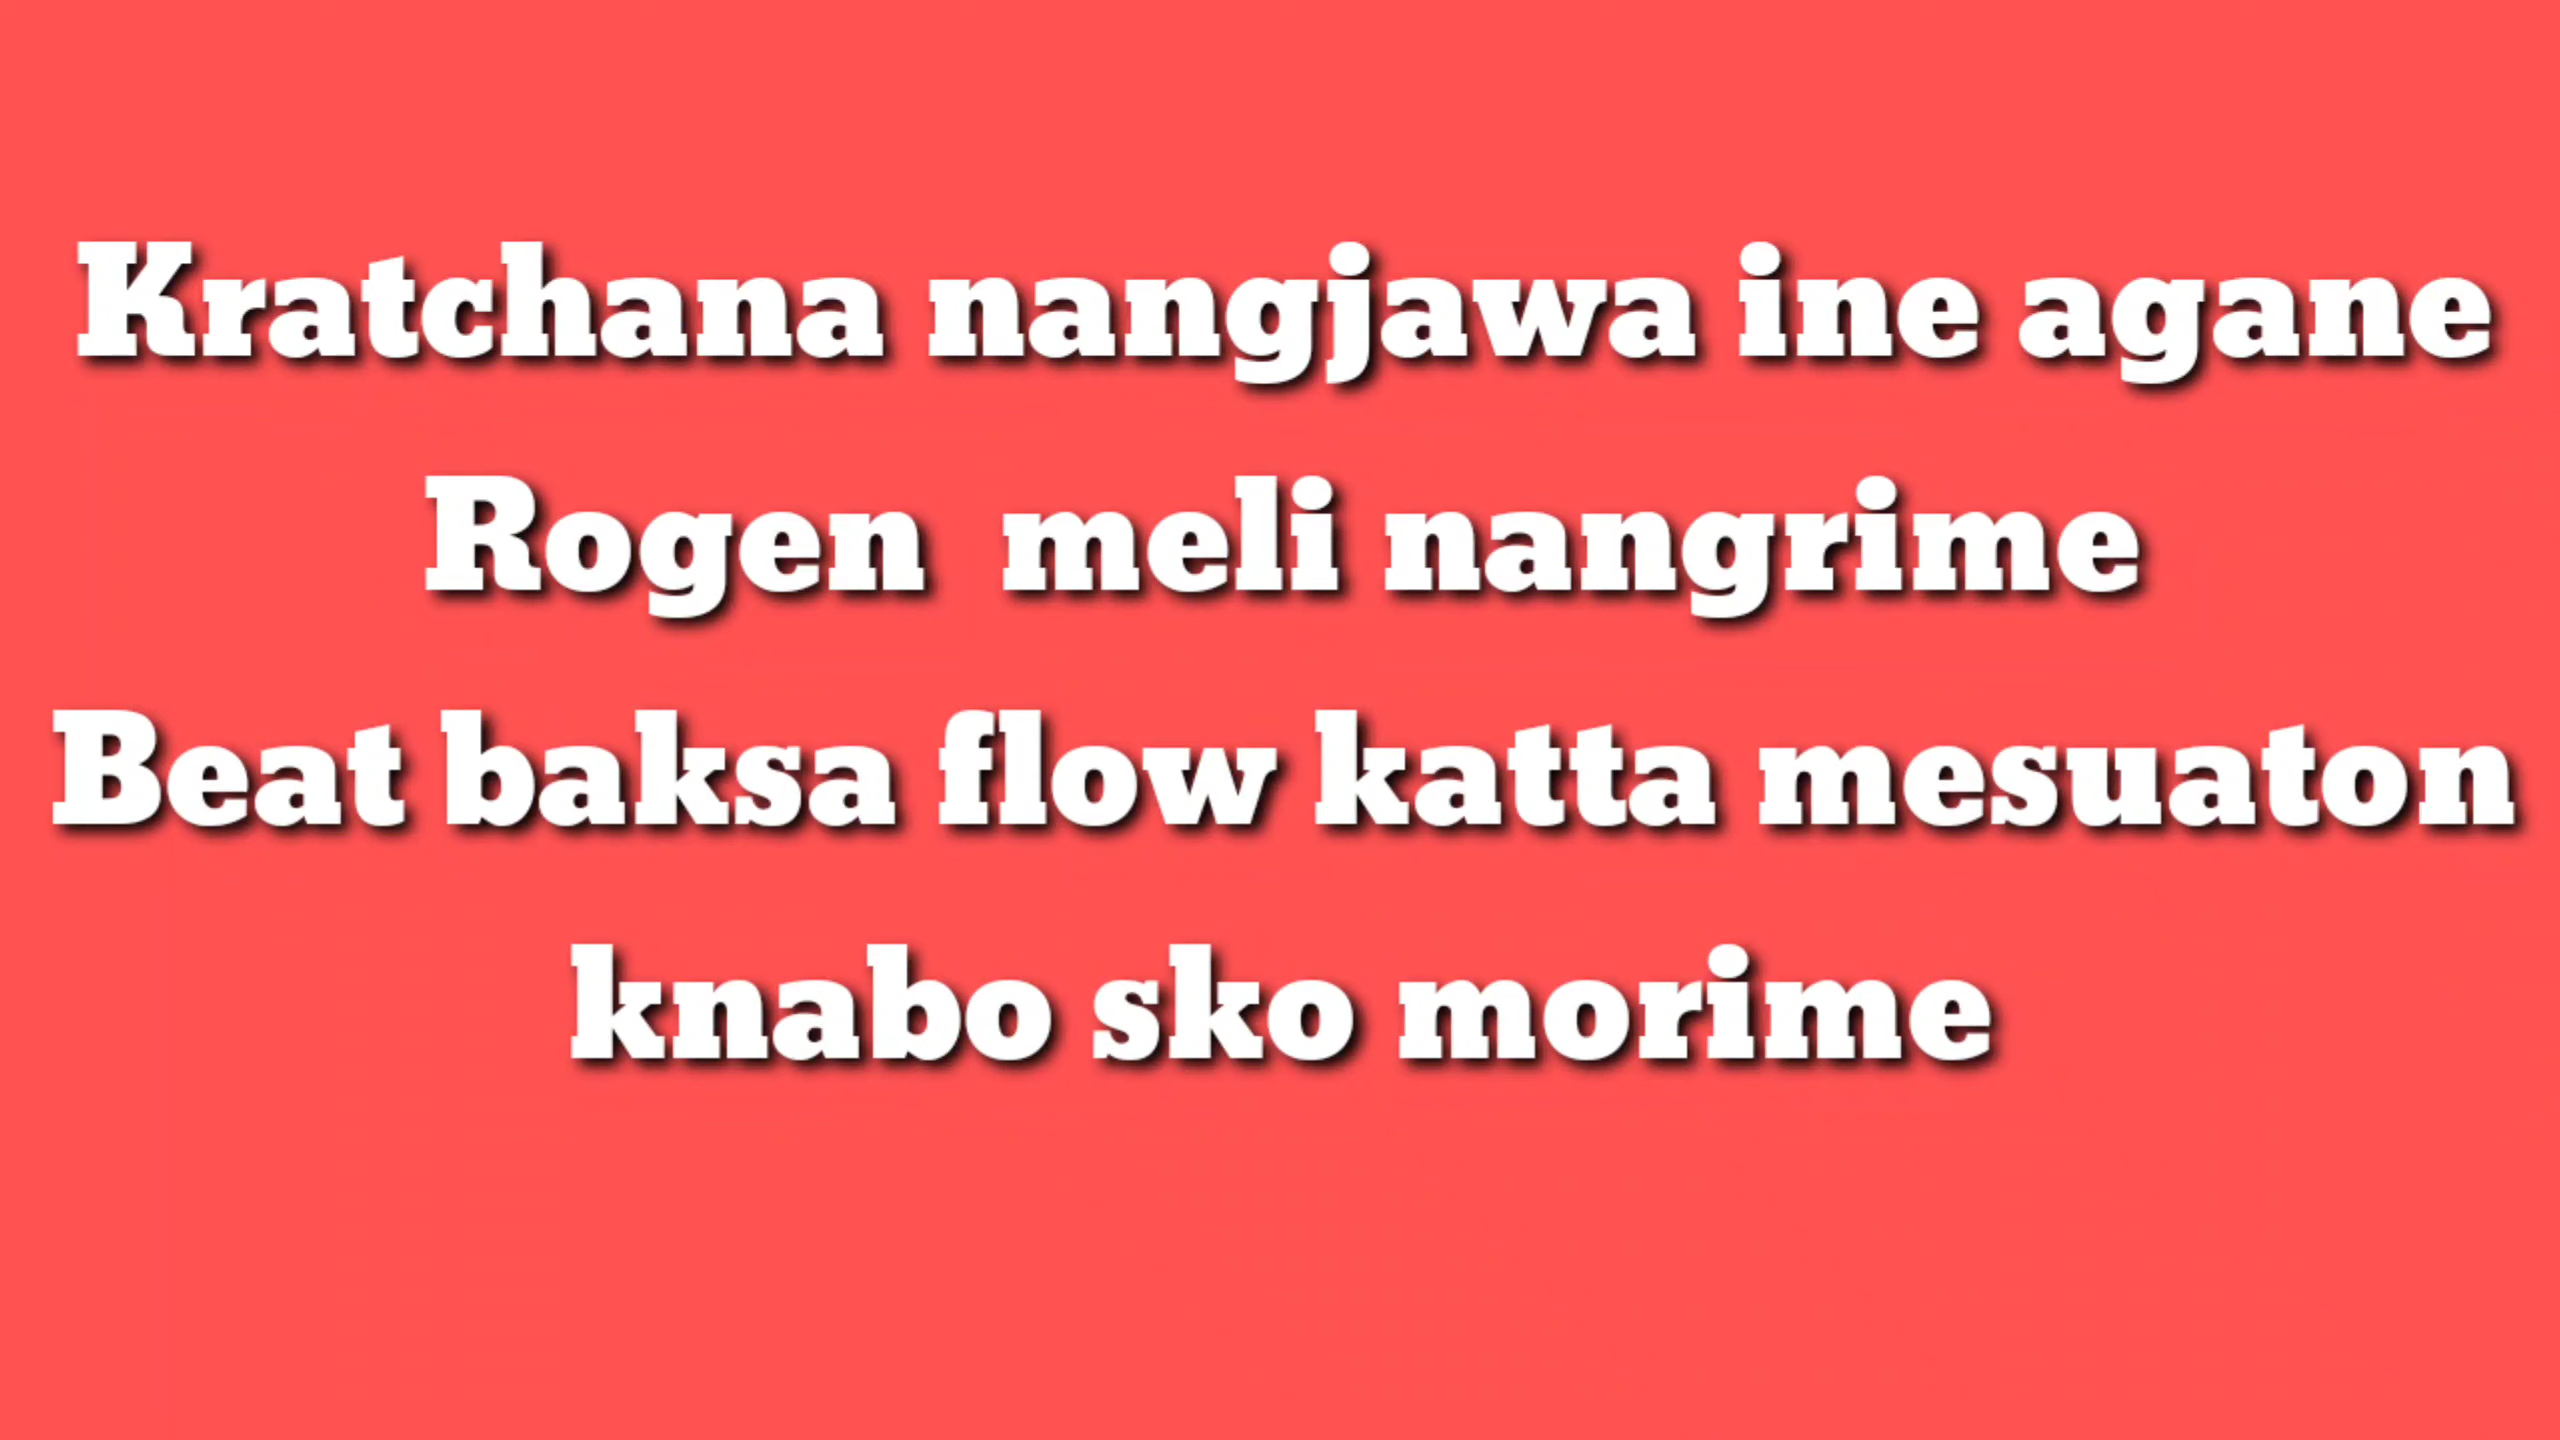 Kratchana nangjawa ine agane
Rogen  meli nangrime
Beat baksa flow katta mesuaton
knabo sko morime